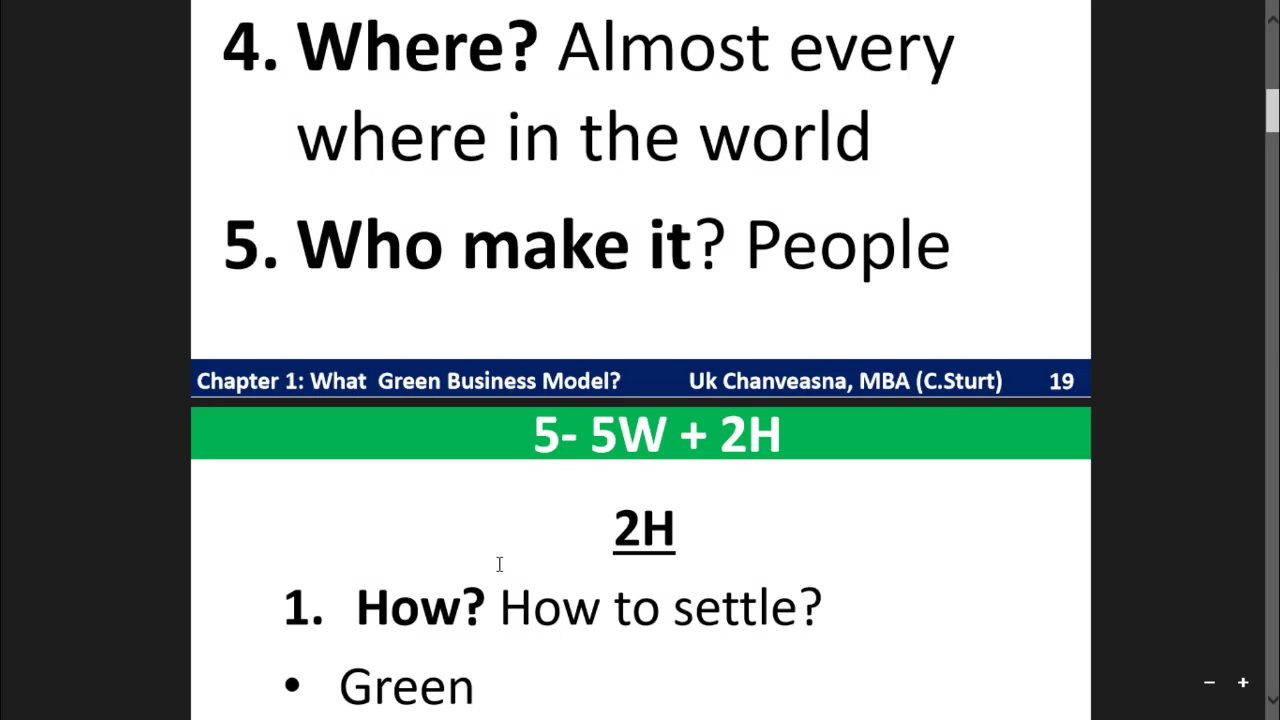 4. Where? Almost every
where in the world
5. Who make it? People
Chapter 1: What Green Business Model? Uk Chanveasna, MBA (C.Sturt) 19
5- 5W + 2H
2H
1. How? How to settle?
• Green